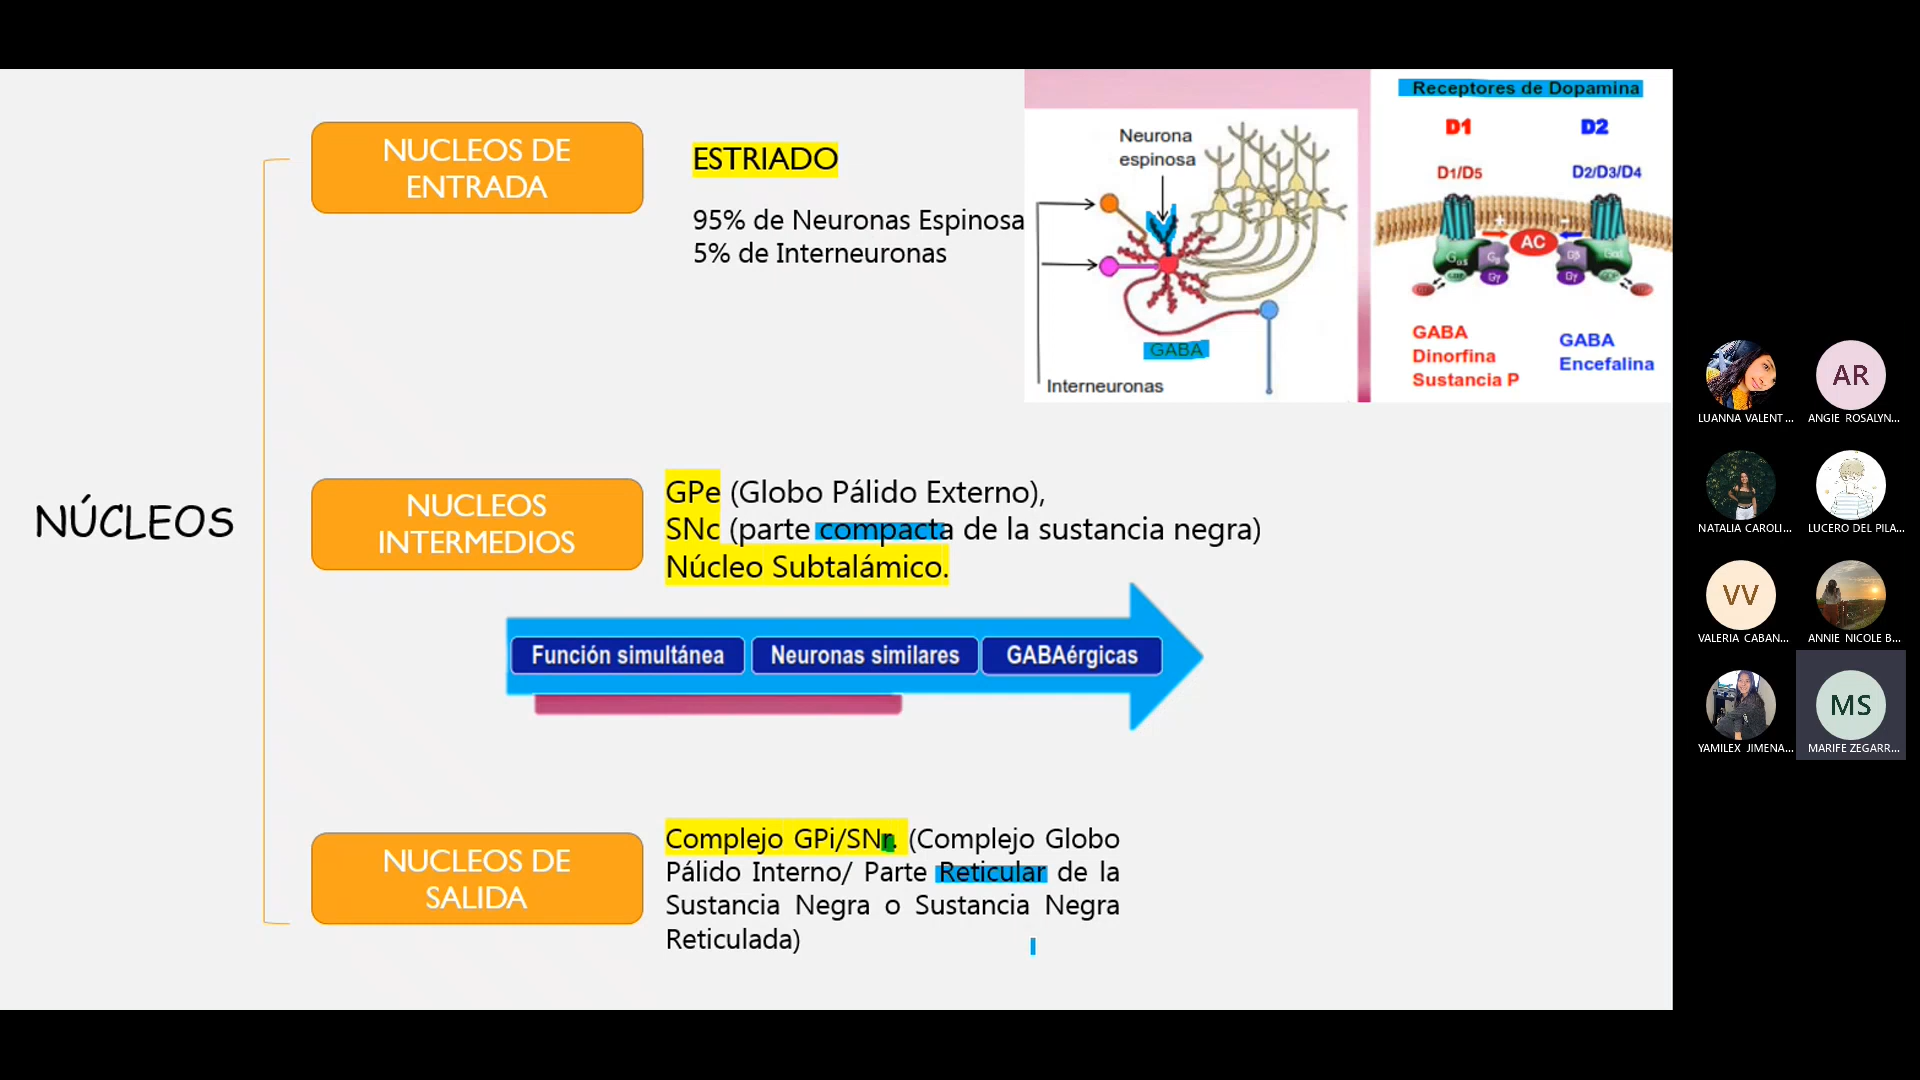 NÚCLEOS
NUCLEOS DE
ENTRADA
ESTRIADO
95% de Neuronas Espinosa
5% de Interneuronas
Neurona
espinosa
GABA
Interneuronas
Receptores de Dopamina
D1
D2
D1/D5
D2/D3/D4
AC
GABA
Dinorfina
Sustancia P
GABA
Encefalina
NUCLEOS
INTERMEDIOS
GPe (Globo Pálido Externo),
SNc (parte compacta de la sustancia negra)
Núcleo Subtalámico.
Función simultánea
Neuronas similares
GABAérgicas
NUCLEOS DE
SALIDA
Complejo GPi/SNr. (Complejo Globo
Pálido Interno/ Parte Reticular de la
Sustancia Negra o Sustancia Negra
Reticulada)
LUANNA VALENT...
AR
ANGIE ROSALYN...
NATALIA CAROLI...
LUCERO DEL PILA...
VV
VALERIA CABAN...
ANNIE NICOLE B...
YAMILEX JIMENA...
MS
MARIFE ZEGARR...